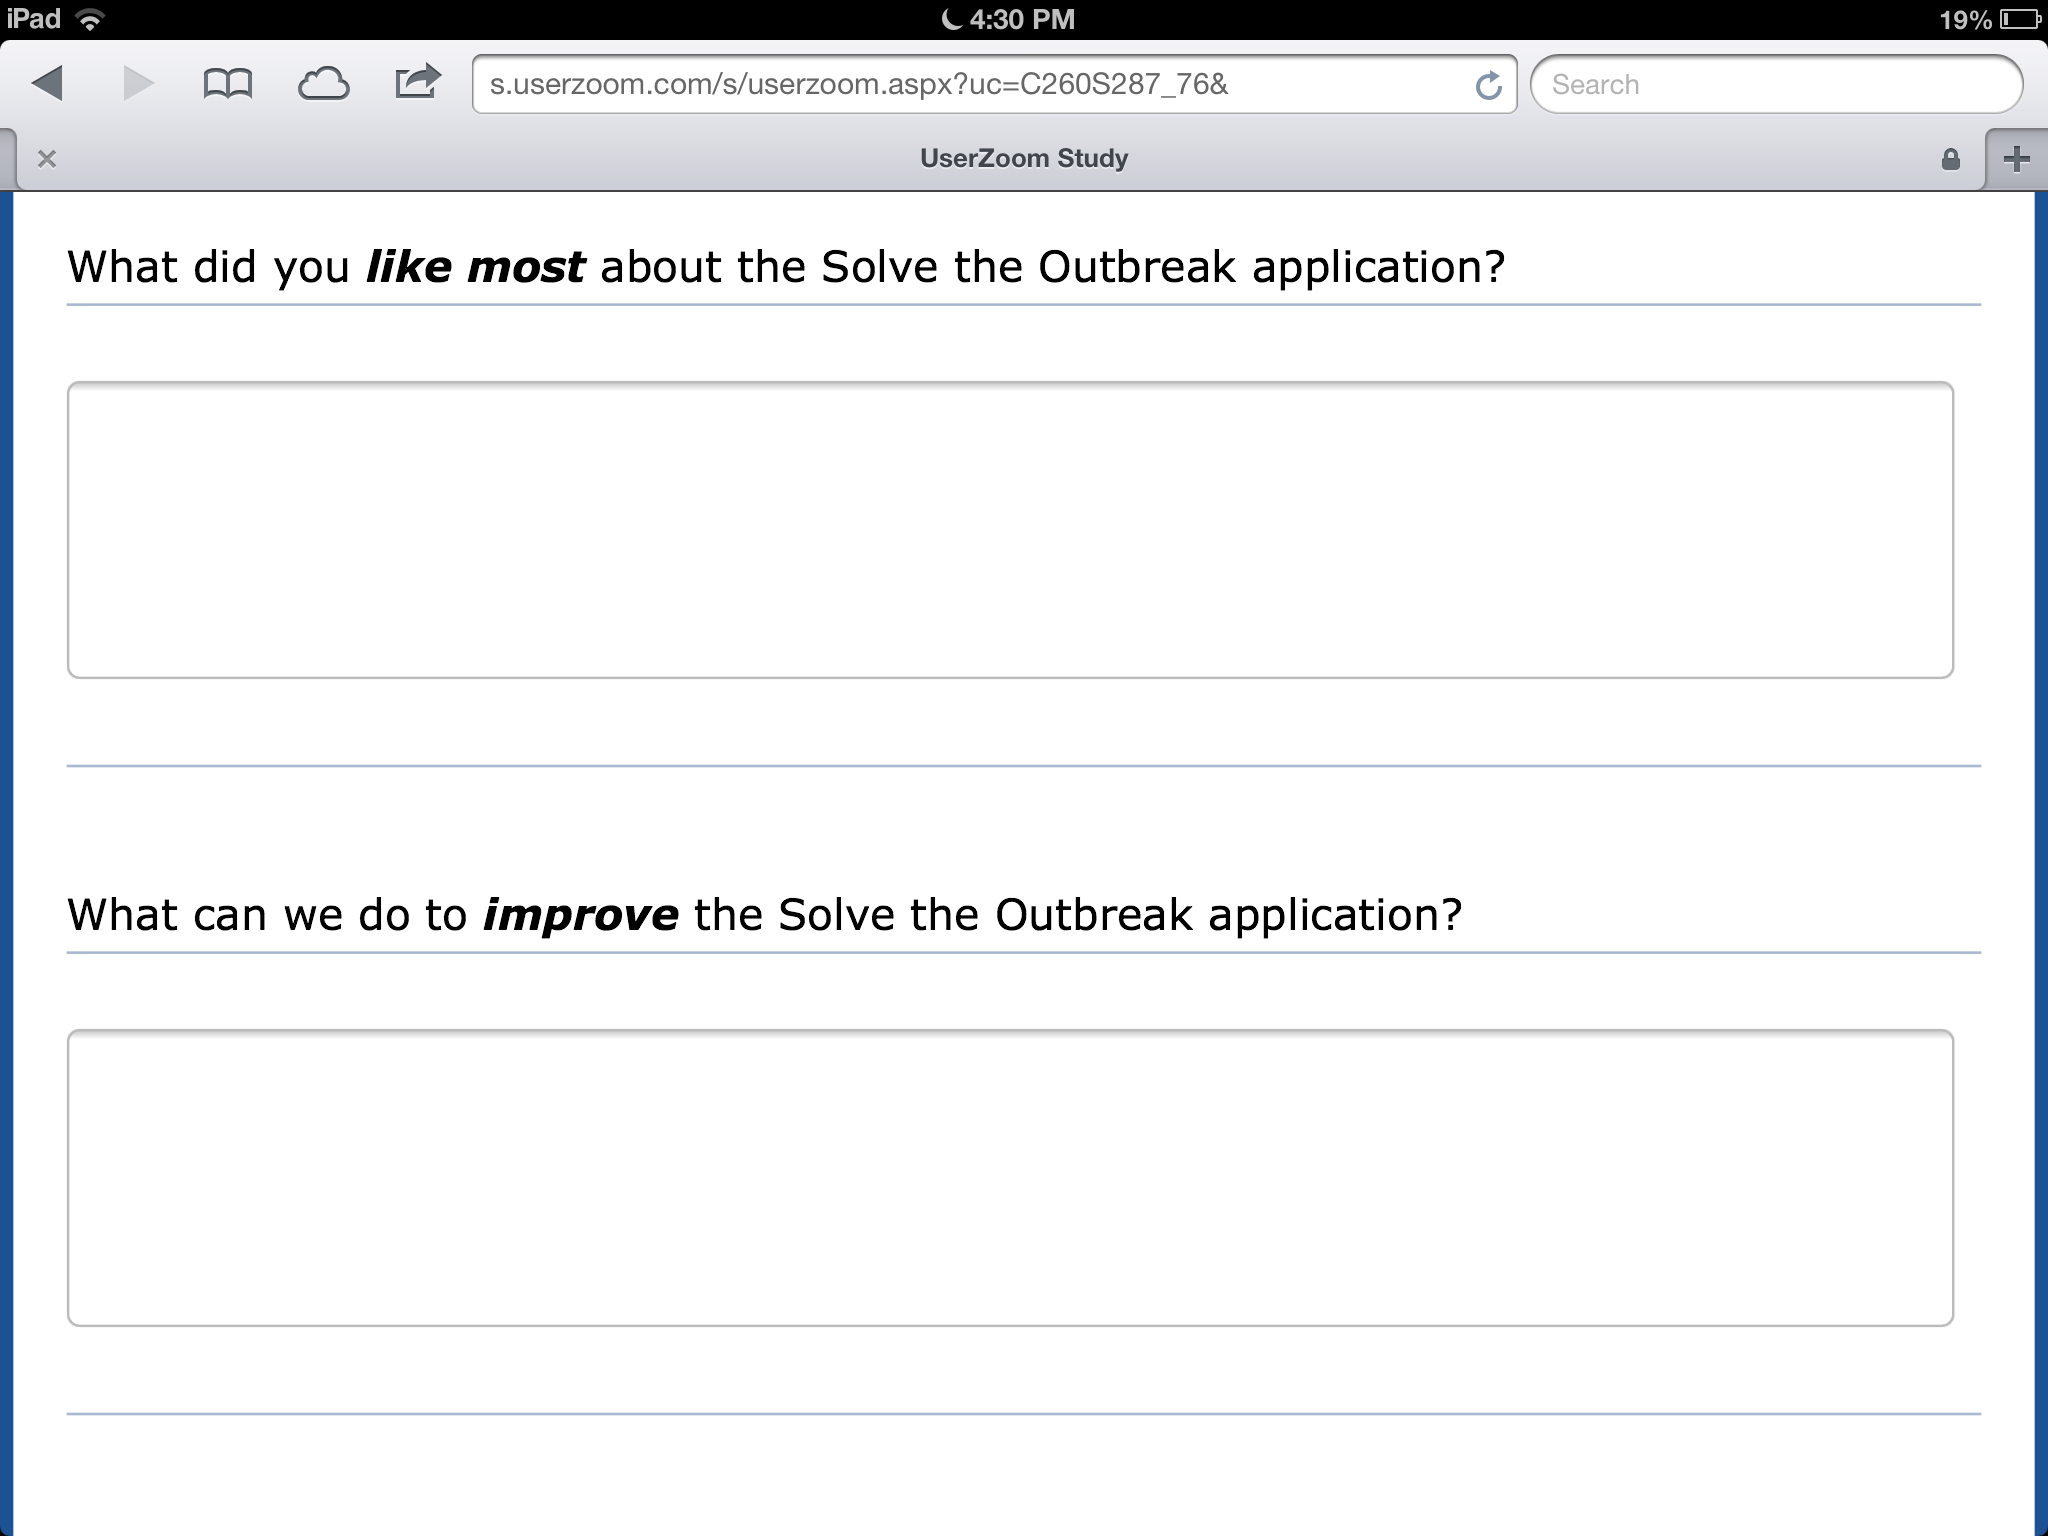 iPad 4:30 PM 19%
s.userzoom.com/s/userzoom.aspx?uc=C260S287_76& Search
UserZoom Study
What did you like most about the Solve the Outbreak application?
What can we do to improve the Solve the Outbreak application?